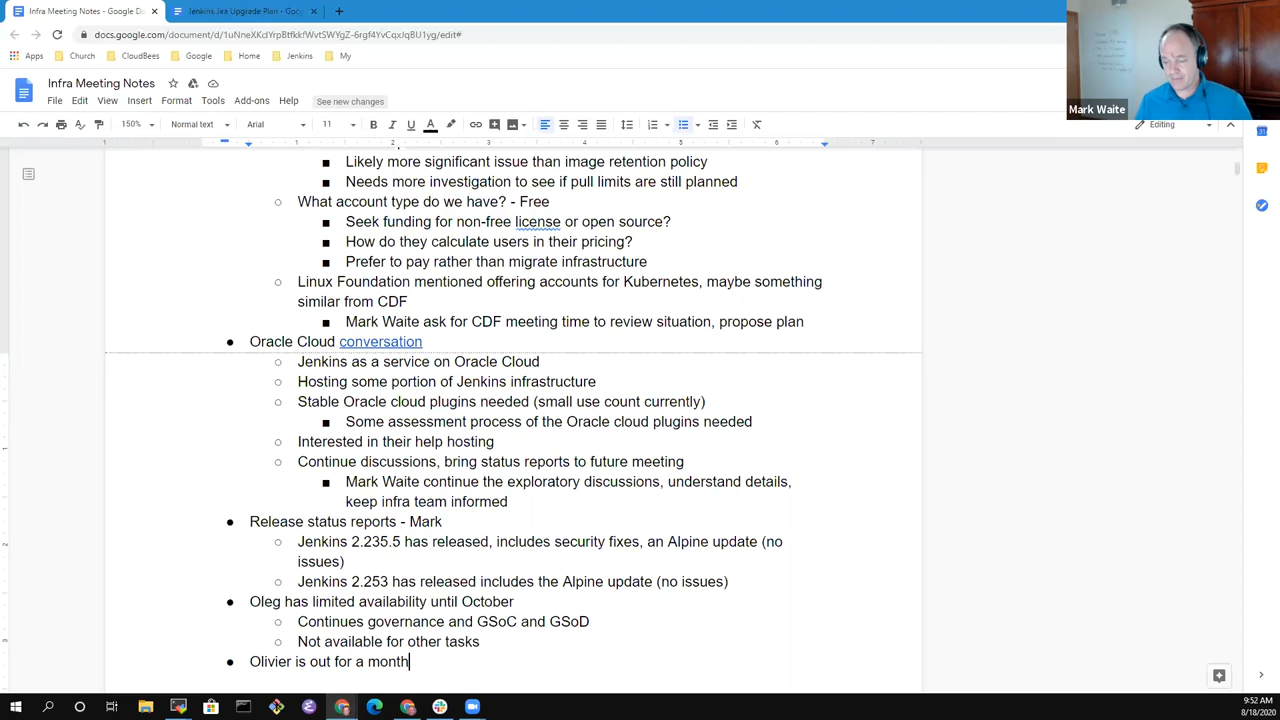 Infra Meeting Notes - Google Do
Jenkins Jira Upgrade Plan - Goo
Apps
Church
CloudBees
Google
Home
Jenkins
My
Infra Meeting Notes
File Edit View Insert Format Tools Add-ons Help See new changes
Mark Waite
150% Normal text Arial 11 B I U A Editing
1 1 2 3 4 5 6 7
Likely more significant issue than image retention policy
Needs more investigation to see if pull limits are still planned
What account type do we have? - Free
Seek funding for non-free license or open source?
How do they calculate users in their pricing?
Prefer to pay rather than migrate infrastructure
Linux Foundation mentioned offering accounts for Kubernetes, maybe something
similar from CDF
Mark Waite ask for CDF meeting time to review situation, propose plan
Oracle Cloud conversation
Jenkins as a service on Oracle Cloud
Hosting some portion of Jenkins infrastructure
Stable Oracle cloud plugins needed (small use count currently)
Some assessment process of the Oracle cloud plugins needed
Interested in their help hosting
Continue discussions, bring status reports to future meeting
Mark Waite continue the exploratory discussions, understand details,
keep infra team informed
Release status reports - Mark
Jenkins 2.235.5 has released, includes security fixes, an Alpine update (no
issues)
Jenkins 2.253 has released includes the Alpine update (no issues)
Oleg has limited availability until October
Continues governance and GSoC and GSoD
Not available for other tasks
Olivier is out for a month
9:52 AM
8/18/2020